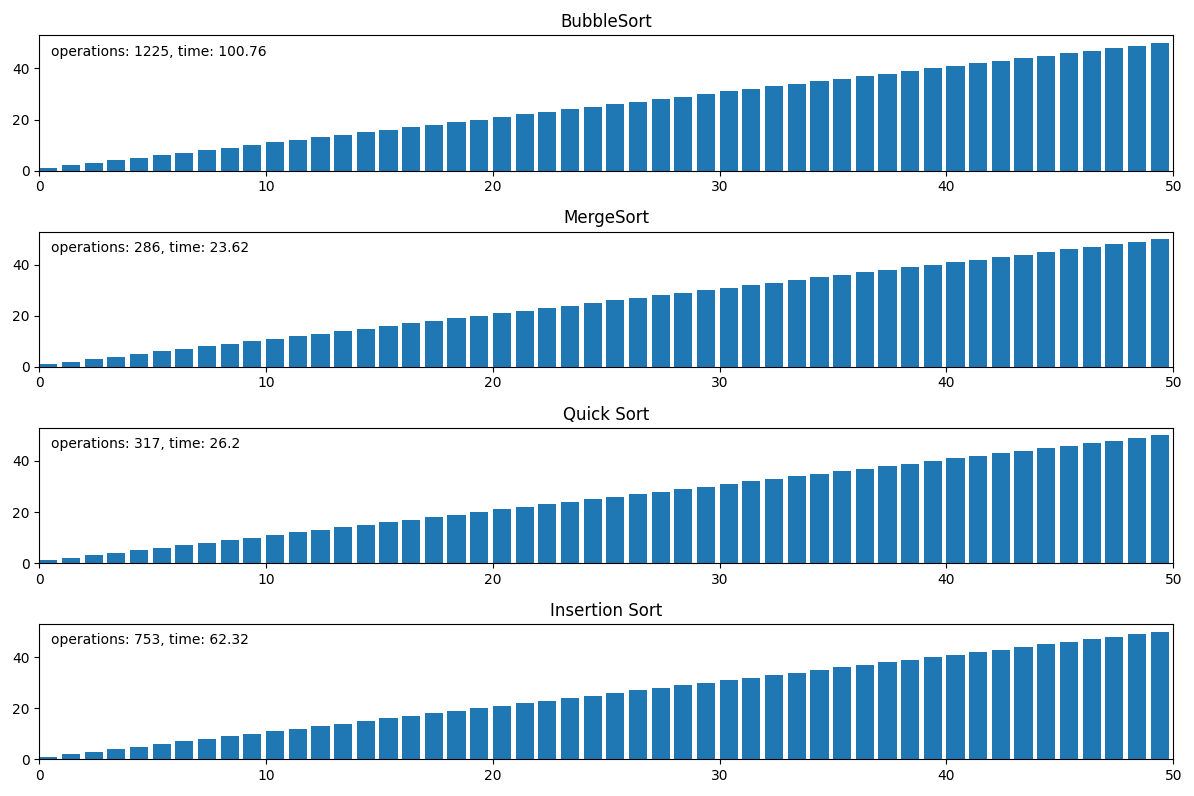 BubbleSort
operations: 1225, time: 100.76
40
20
0
0 10 20 30 40 50
MergeSort
operations: 286, time: 23.62
40
20
0
0 10 20 30 40 50
Quick Sort
operations: 317, time: 26.2
40
20
0
0 10 20 30 40 50
Insertion Sort
operations: 753, time: 62.32
40
20
0
0 10 20 30 40 50